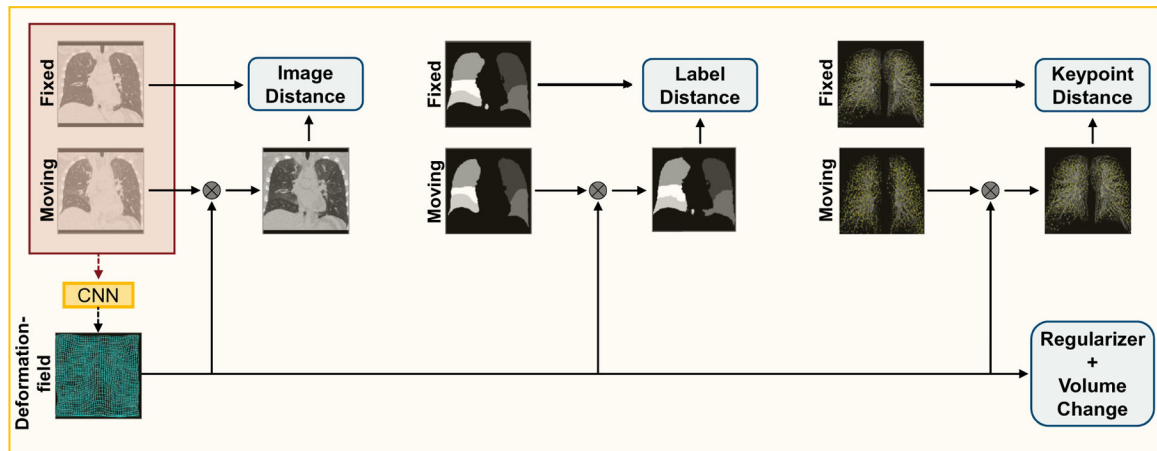 Fixed
Image
Distance
Fixed
Label
Distance
Fixed
Keypoint
Distance
Moving
Moving
Moving
CNN
Deformation-
field
Regularizer
+
Volume
Change